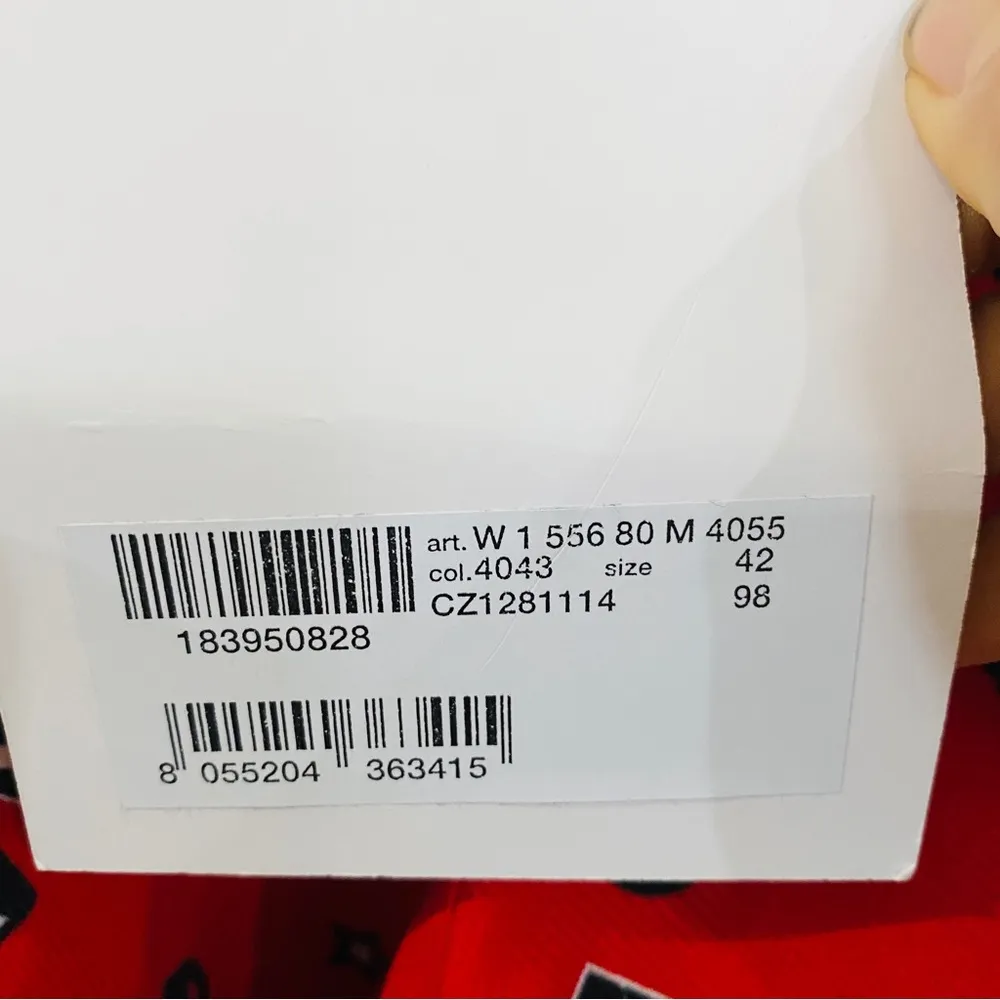 art. W 1 556 80 M 4055
col.4043 size 42
CZ1281114 98
183950828
8 055204 363415